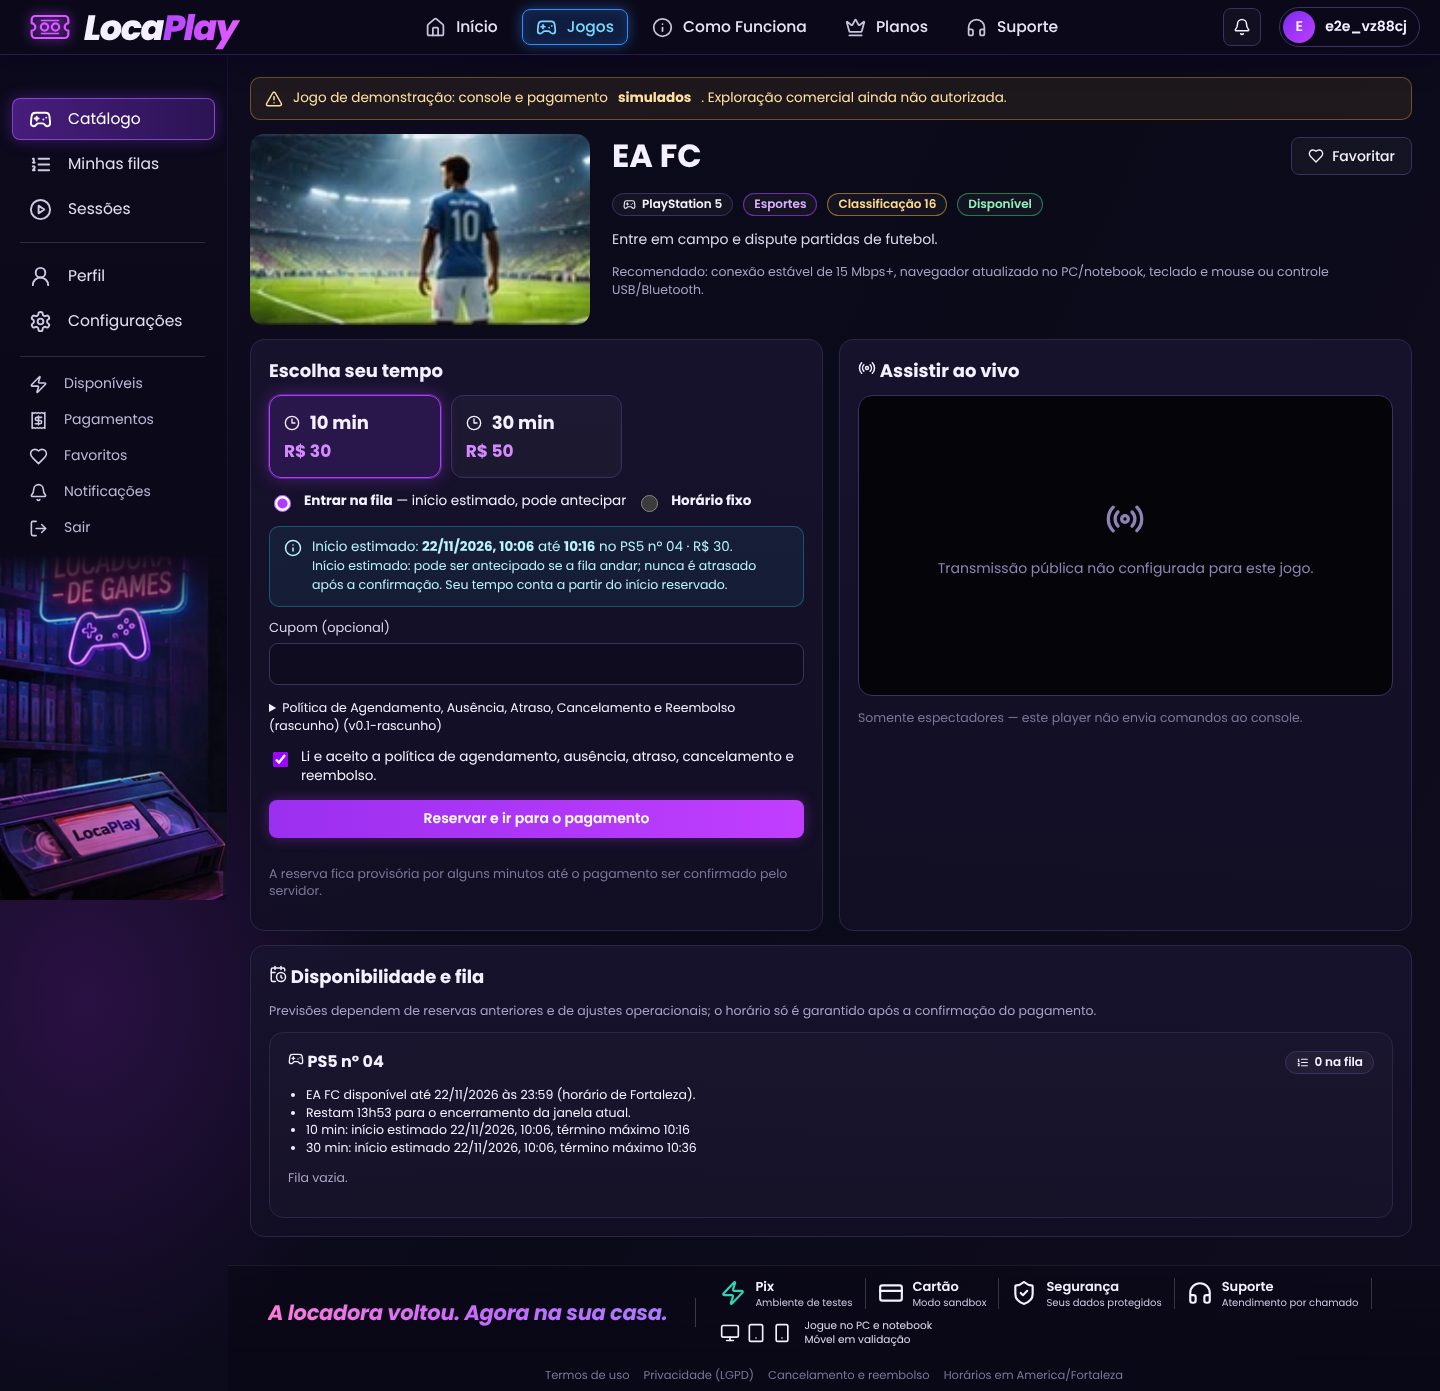 LocaPlay
Início
Jogos
Como Funciona
Planos
Suporte
E
e2e_vz88cj
Catálogo
Minhas filas
Sessões
Perfil
Configurações
Disponíveis
Pagamentos
Favoritos
Notificações
Sair
LOCADORA
-DE GAMES
LocaPlay
Jogo de demonstração: console e pagamento simulados . Exploração comercial ainda não autorizada.
10
EA FC
Favoritar
PlayStation 5
Esportes
Classificação 16
Disponível
Entre em campo e dispute partidas de futebol.
Recomendado: conexão estável de 15 Mbps+, navegador atualizado no PC/notebook, teclado e mouse ou controle
USB/Bluetooth.
Escolha seu tempo
10 min
R$ 30
30 min
R$ 50
Entrar na fila — início estimado, pode antecipar
Horário fixo
Início estimado: 22/11/2026, 10:06 até 10:16 no PS5 nº 04 · R$ 30.
Início estimado: pode ser antecipado se a fila andar; nunca é atrasado
após a confirmação. Seu tempo conta a partir do início reservado.
Cupom (opcional)
Política de Agendamento, Ausência, Atraso, Cancelamento e Reembolso
(rascunho) (v0.1-rascunho)
Li e aceito a política de agendamento, ausência, atraso, cancelamento e
reembolso.
Reservar e ir para o pagamento
A reserva fica provisória por alguns minutos até o pagamento ser confirmado pelo
servidor.
Assistir ao vivo
Transmissão pública não configurada para este jogo.
Somente espectadores — este player não envia comandos ao console.
Disponibilidade e fila
Previsões dependem de reservas anteriores e de ajustes operacionais; o horário só é garantido após a confirmação do pagamento.
PS5 nº 04
0 na fila
• EA FC disponível até 22/11/2026 às 23:59 (horário de Fortaleza).
• Restam 13h53 para o encerramento da janela atual.
• 10 min: início estimado 22/11/2026, 10:06, término máximo 10:16
• 30 min: início estimado 22/11/2026, 10:06, término máximo 10:36
Fila vazia.
A locadora voltou. Agora na sua casa.
Pix
Ambiente de testes
Cartão
Modo sandbox
Segurança
Seus dados protegidos
Suporte
Atendimento por chamado
Jogue no PC e notebook
Móvel em validação
Termos de uso
Privacidade (LGPD)
Cancelamento e reembolso
Horários em America/Fortaleza